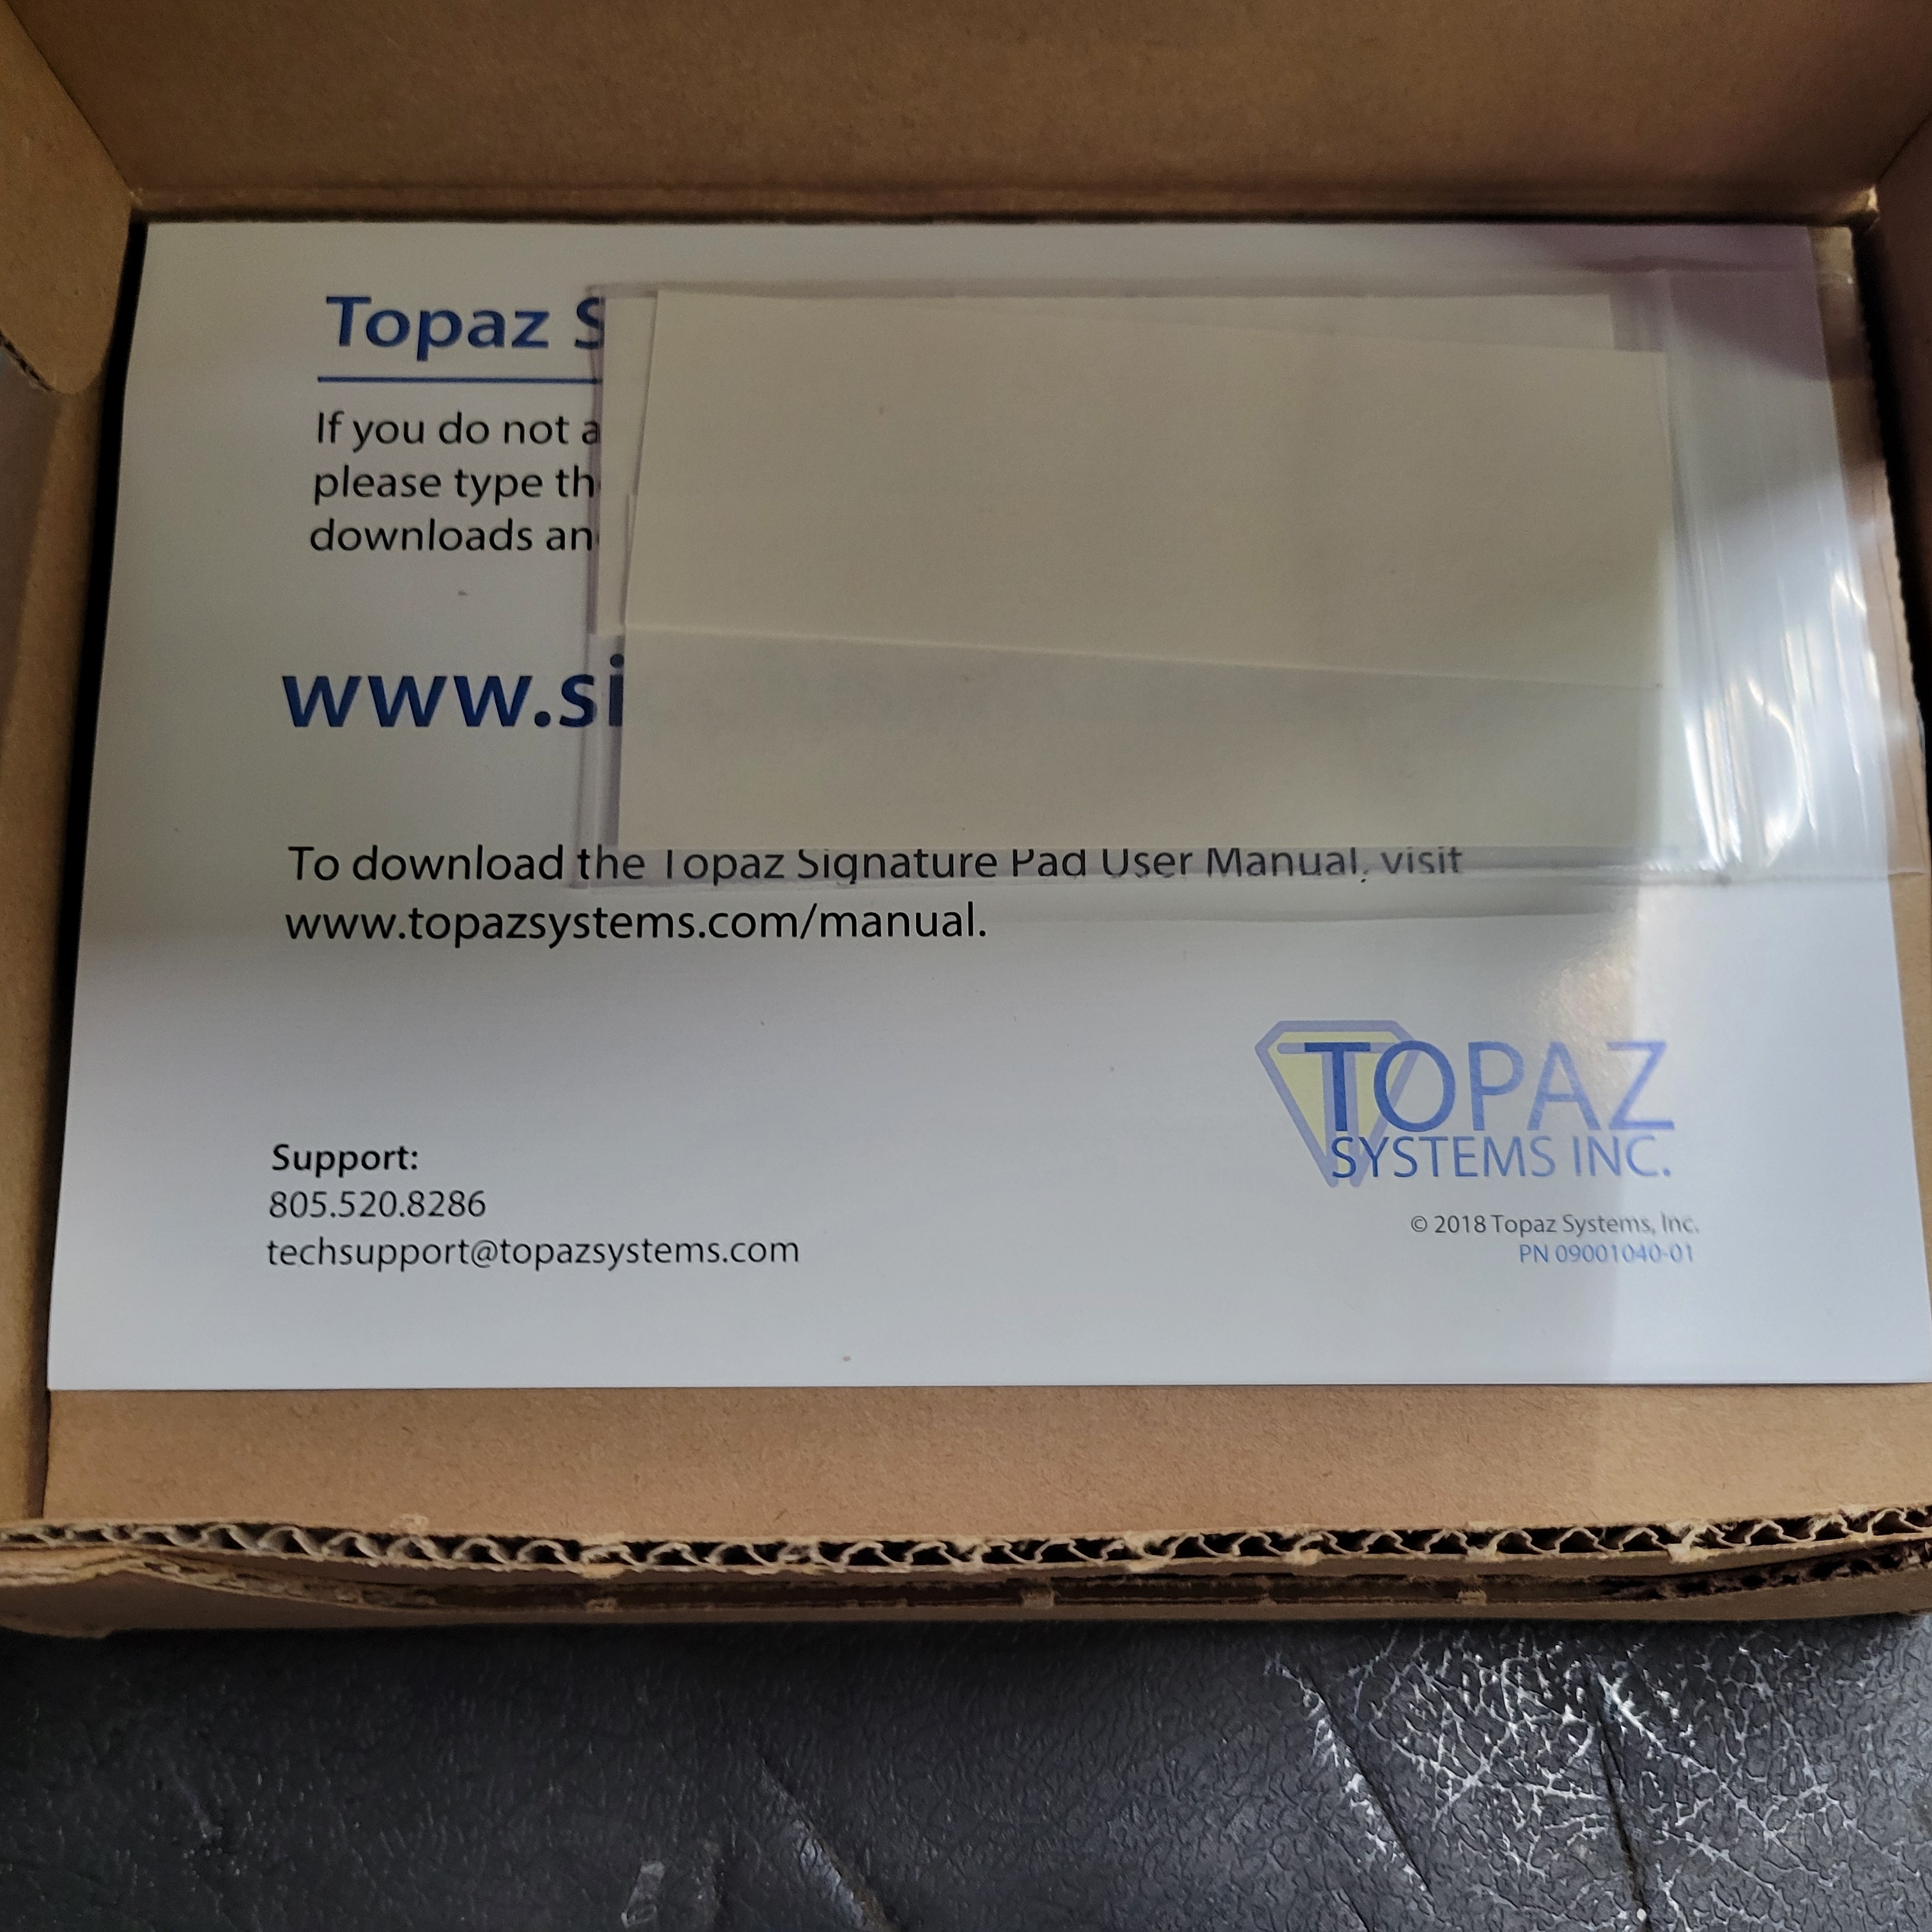 Topaz S
If you do not a
please type th
downloads an
www.si
To download the Topaz Signature Pad User Manual, visit
www.topazsystems.com/manual.
Support:
805.520.8286
techsupport@topazsystems.com
TOPAZ
SYSTEMS INC.
© 2018 Topaz Systems, Inc.
PN 09001040-01